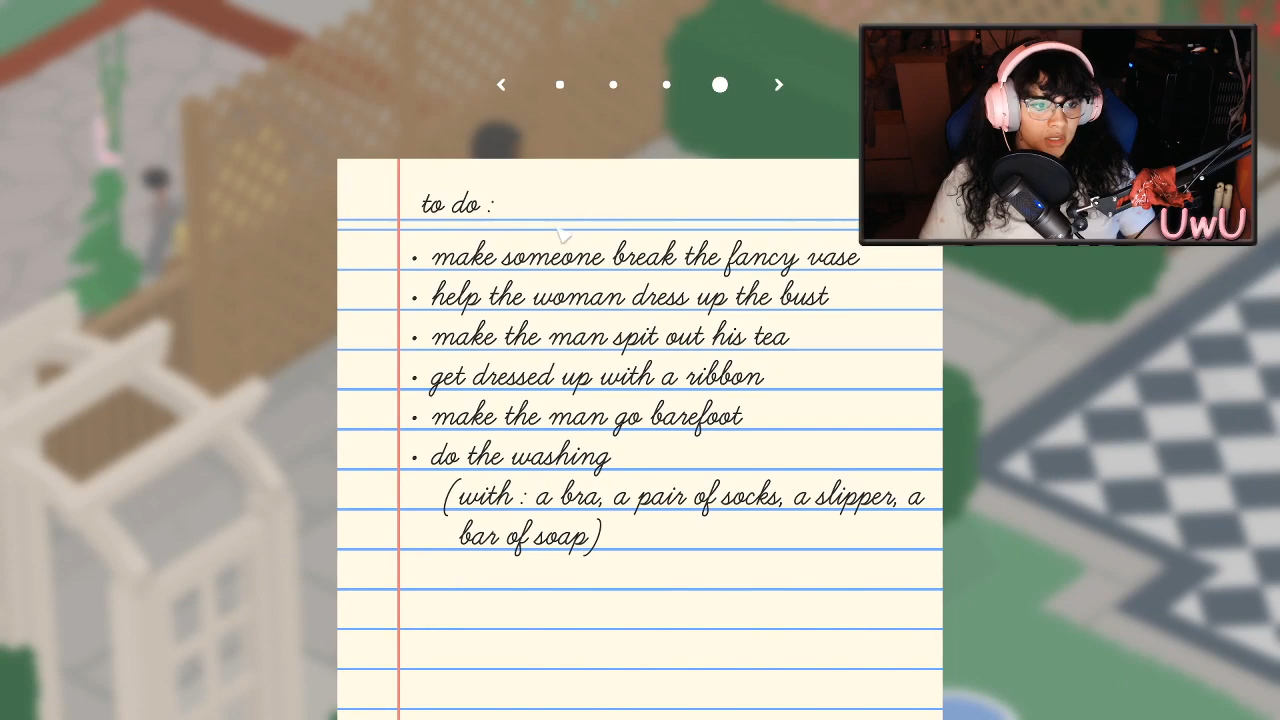 to do :
• make someone break the fancy vase
• help the woman dress up the bust
• make the man spit out his tea
• get dressed up with a ribbon
• make the man go barefoot
• do the washing
(with : a bra, a pair of socks, a slipper, a
bar of soap)
UwU